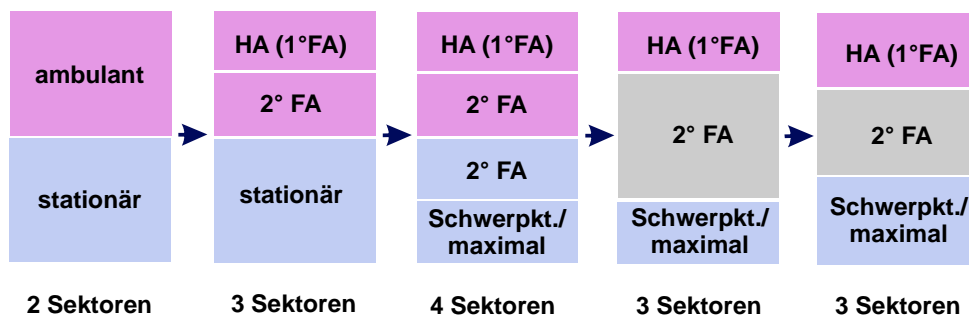 ambulant
stationär
2 Sektoren
HA (1°FA)
2° FA
stationär
3 Sektoren
HA (1°FA)
2° FA
2° FA
Schwerpkt./
maximal
4 Sektoren
HA (1°FA)
2° FA
Schwerpkt./
maximal
3 Sektoren
HA (1°FA)
2° FA
Schwerpkt./
maximal
3 Sektoren